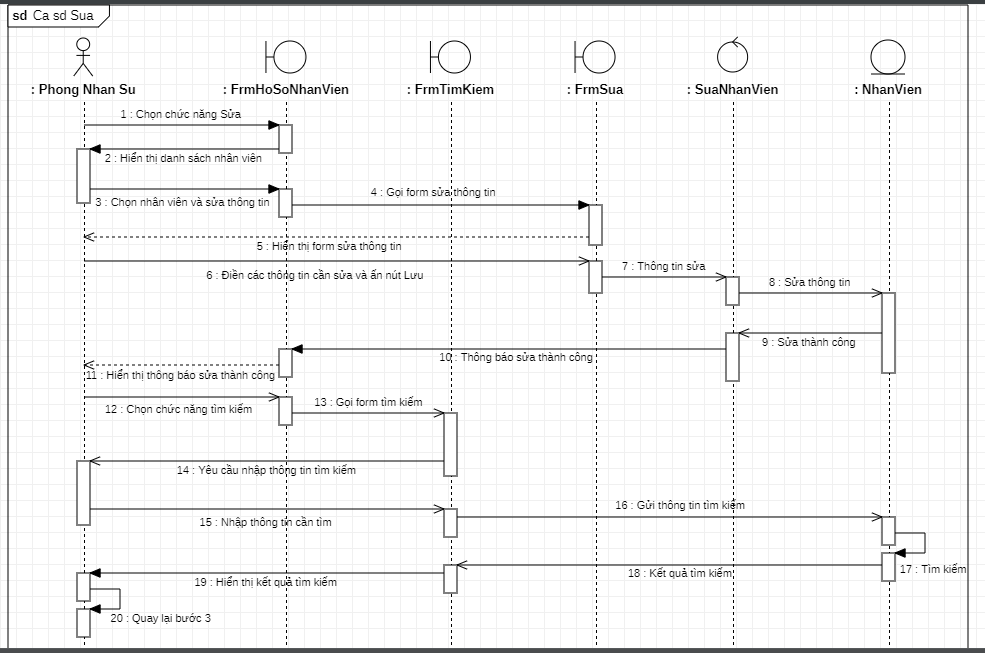 sd Ca sd Sua
: Phong Nhan Su
: FrmHoSoNhanVien
: FrmTimKiem
: FrmSua
: SuaNhanVien
: NhanVien
1 : Chọn chức năng Sửa
2 : Hiển thị danh sách nhân viên
3 : Chọn nhân viên và sửa thông tin
4 : Gọi form sửa thông tin
5 : Hiển thị form sửa thông tin
6 : Điền các thông tin cần sửa và ấn nút Lưu
7 : Thông tin sửa
8 : Sửa thông tin
9 : Sửa thành công
10 : Thông báo sửa thành công
11 : Hiển thị thông báo sửa thành công
12 : Chọn chức năng tìm kiếm
13 : Gọi form tìm kiếm
14 : Yêu cầu nhập thông tin tìm kiếm
15 : Nhập thông tin cần tìm
16 : Gửi thông tin tìm kiếm
17 : Tìm kiếm
18 : Kết quả tìm kiếm
19 : Hiển thị kết quả tìm kiếm
20 : Quay lại bước 3